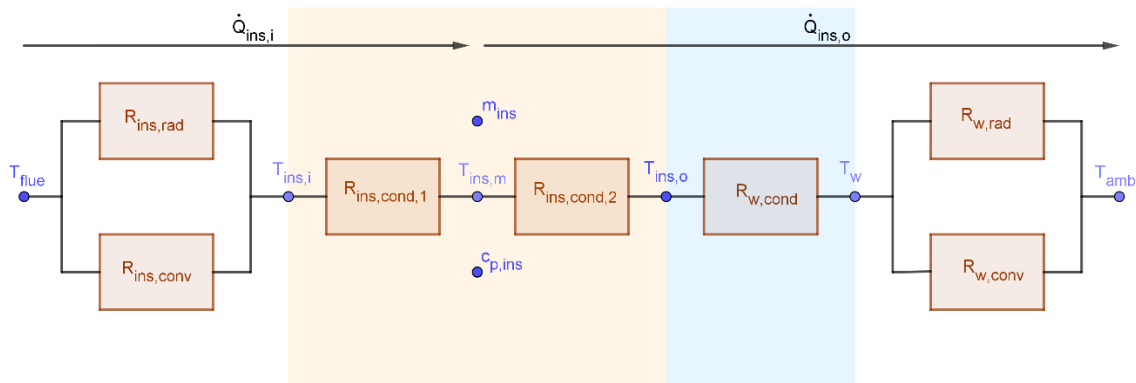 Q̇ins,i
Q̇ins,o
Rins,rad
mins
Rw,rad
Tflue
Tins,i
Rins,cond,1
Tins,m
Rins,cond,2
Tins,o
Rw,cond
Tw
Tamb
Rins,conv
cp,ins
Rw,conv